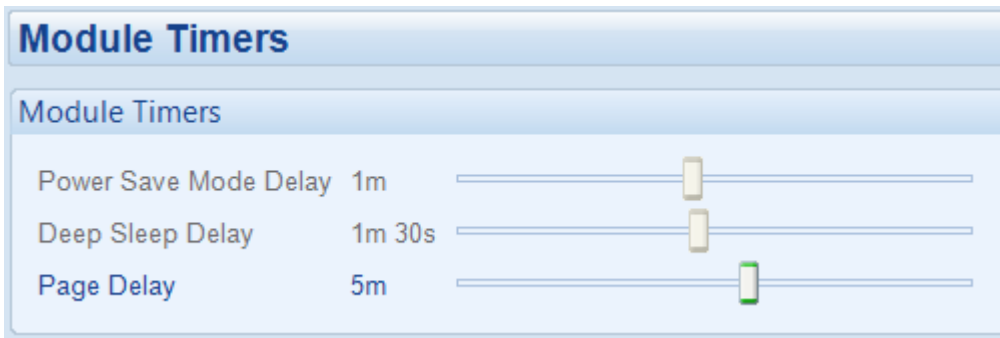 Module Timers
Module Timers
Power Save Mode Delay 1m
Deep Sleep Delay 1m 30s
Page Delay 5m